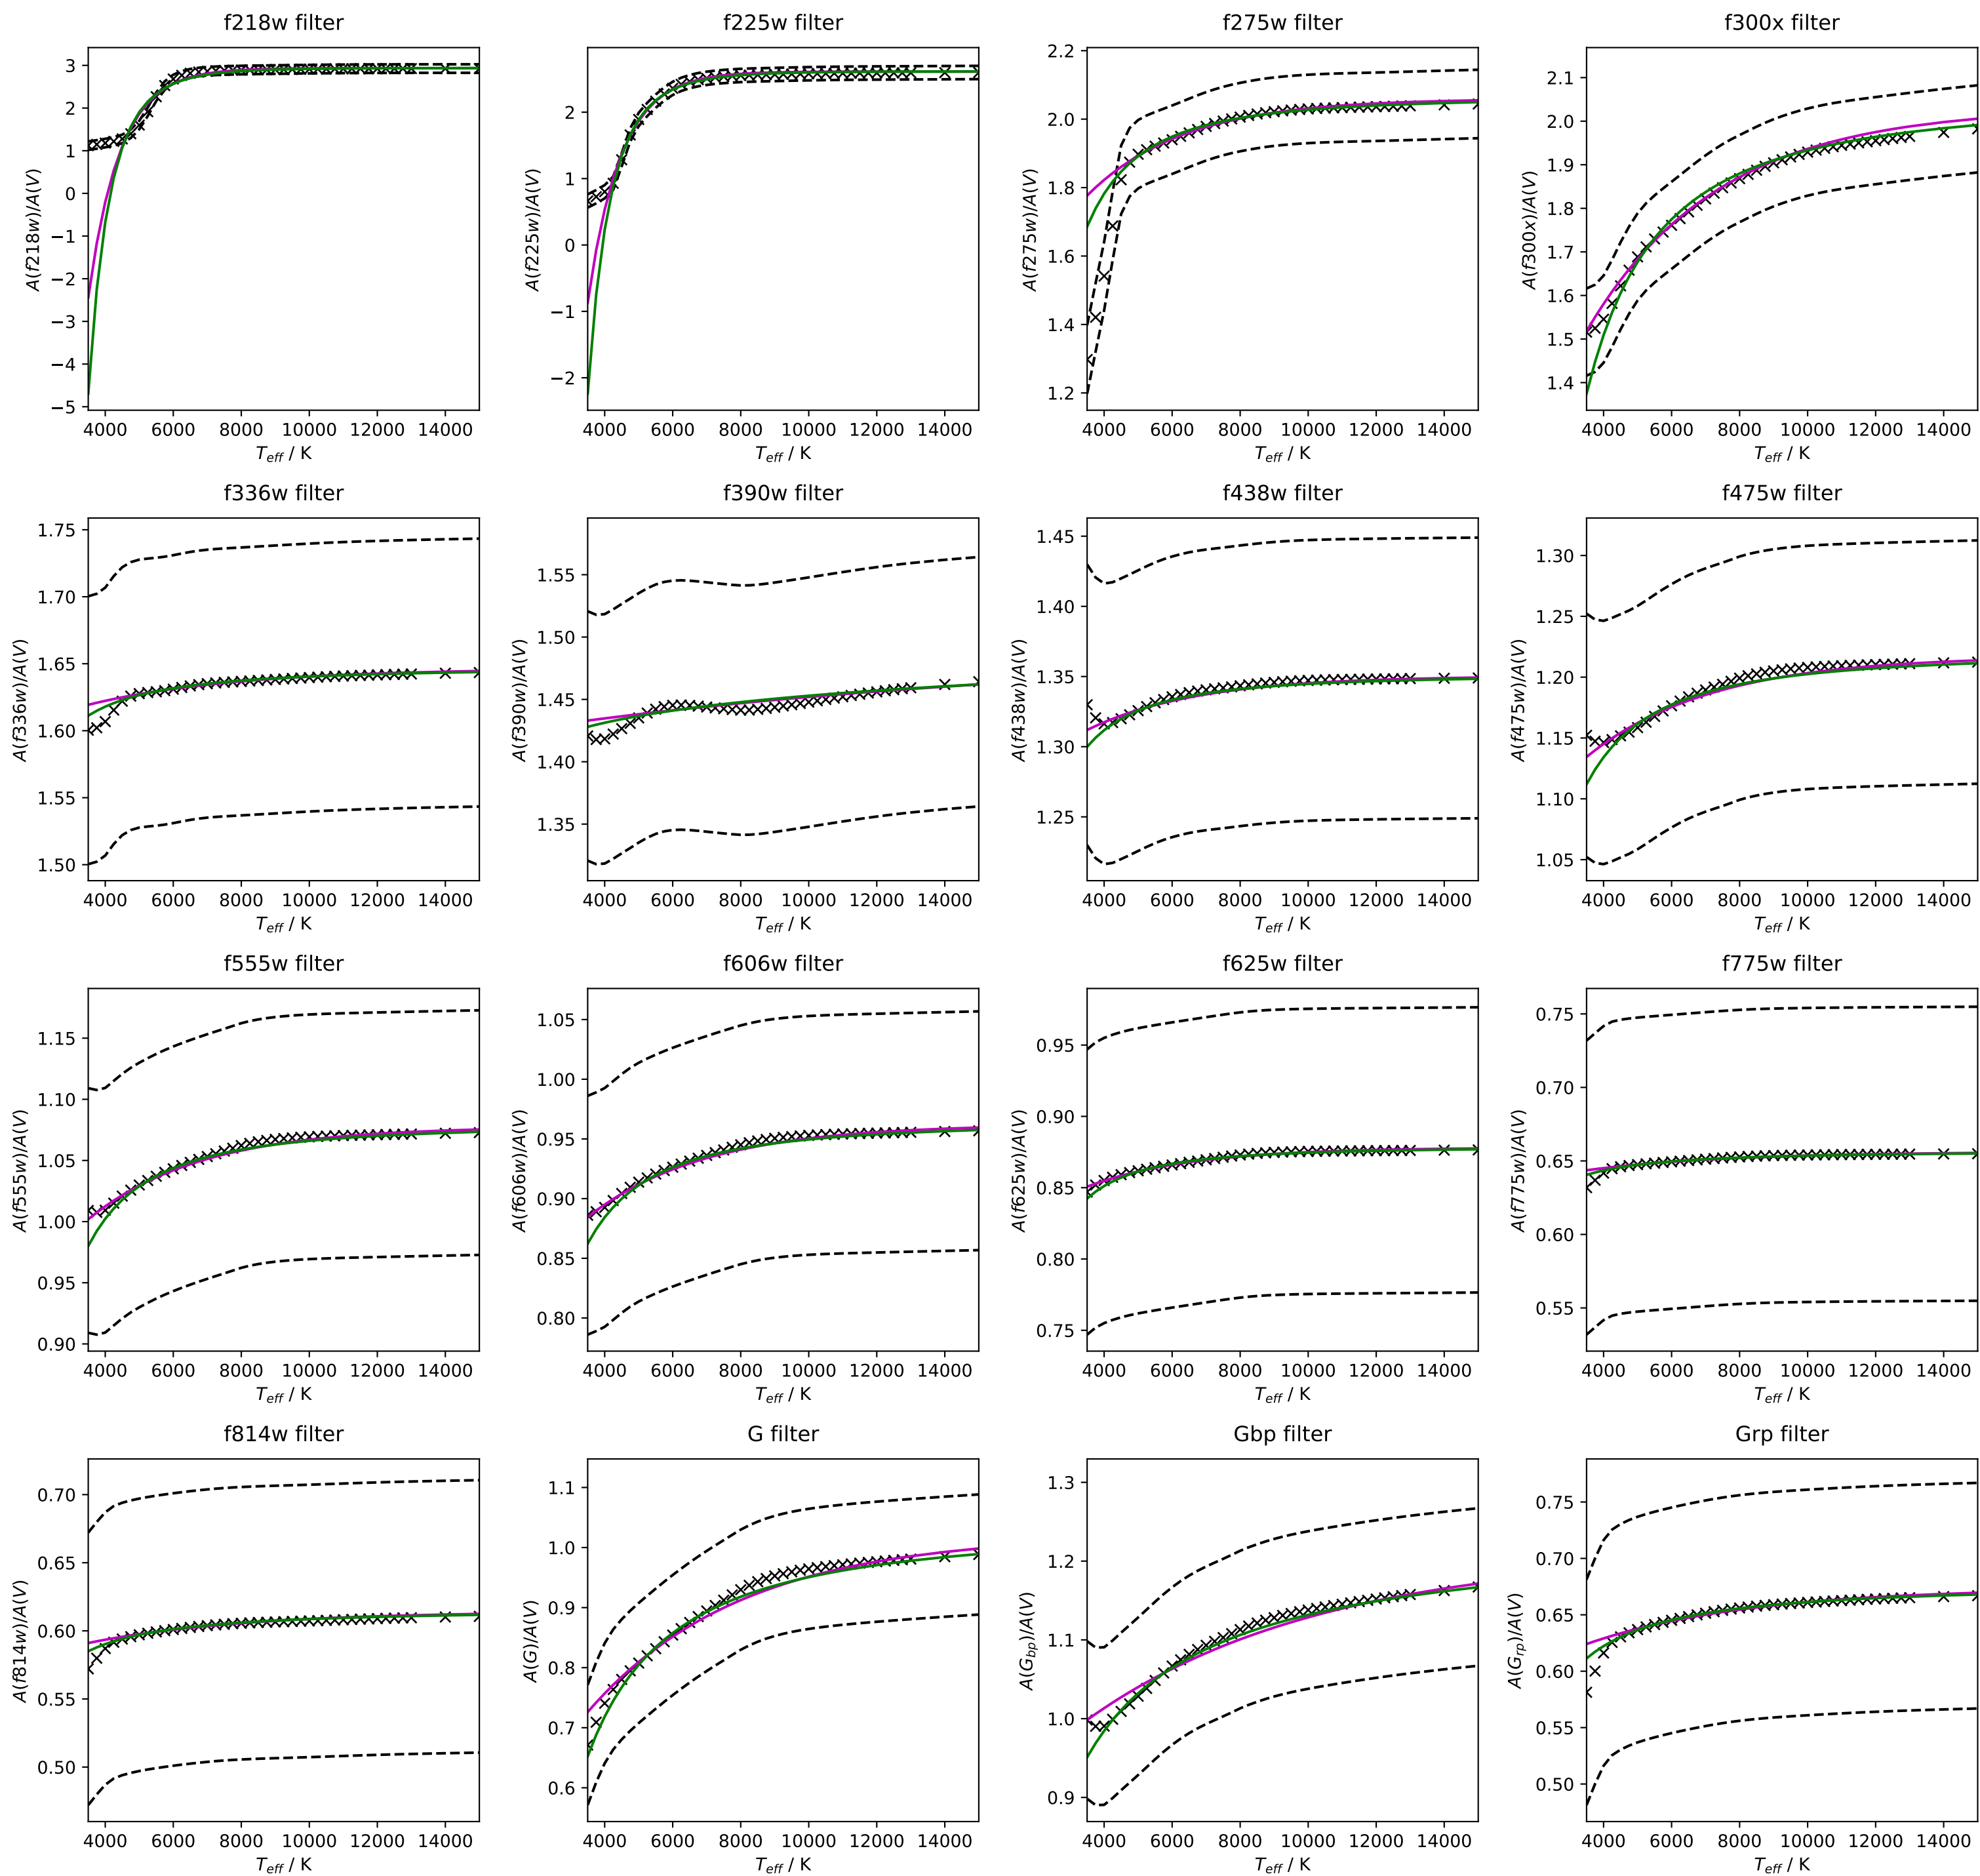 f218w filter
f225w filter
f275w filter
f300x filter
3
2
1
0
−1
−2
−3
−4
−5
A(f218w)/A(V)
4000 6000 8000 10000 12000 14000
T_eff / K
2
1
0
−1
−2
A(f225w)/A(V)
4000 6000 8000 10000 12000 14000
T_eff / K
2.2
2.0
1.8
1.6
1.4
1.2
A(f275w)/A(V)
4000 6000 8000 10000 12000 14000
T_eff / K
2.1
2.0
1.9
1.8
1.7
1.6
1.5
1.4
A(f300x)/A(V)
4000 6000 8000 10000 12000 14000
T_eff / K
f336w filter
f390w filter
f438w filter
f475w filter
1.75
1.70
1.65
1.60
1.55
1.50
A(f336w)/A(V)
4000 6000 8000 10000 12000 14000
T_eff / K
1.55
1.50
1.45
1.40
1.35
A(f390w)/A(V)
4000 6000 8000 10000 12000 14000
T_eff / K
1.45
1.40
1.35
1.30
1.25
A(f438w)/A(V)
4000 6000 8000 10000 12000 14000
T_eff / K
1.30
1.25
1.20
1.15
1.10
1.05
A(f475w)/A(V)
4000 6000 8000 10000 12000 14000
T_eff / K
f555w filter
f606w filter
f625w filter
f775w filter
1.15
1.10
1.05
1.00
0.95
0.90
A(f555w)/A(V)
4000 6000 8000 10000 12000 14000
T_eff / K
1.05
1.00
0.95
0.90
0.85
0.80
A(f606w)/A(V)
4000 6000 8000 10000 12000 14000
T_eff / K
0.95
0.90
0.85
0.80
0.75
A(f625w)/A(V)
4000 6000 8000 10000 12000 14000
T_eff / K
0.75
0.70
0.65
0.60
0.55
A(f775w)/A(V)
4000 6000 8000 10000 12000 14000
T_eff / K
f814w filter
G filter
Gbp filter
Grp filter
0.70
0.65
0.60
0.55
0.50
A(f814w)/A(V)
4000 6000 8000 10000 12000 14000
T_eff / K
1.1
1.0
0.9
0.8
0.7
0.6
A(G)/A(V)
4000 6000 8000 10000 12000 14000
T_eff / K
1.3
1.2
1.1
1.0
0.9
A(G_bp)/A(V)
4000 6000 8000 10000 12000 14000
T_eff / K
0.75
0.70
0.65
0.60
0.55
0.50
A(G_rp)/A(V)
4000 6000 8000 10000 12000 14000
T_eff / K